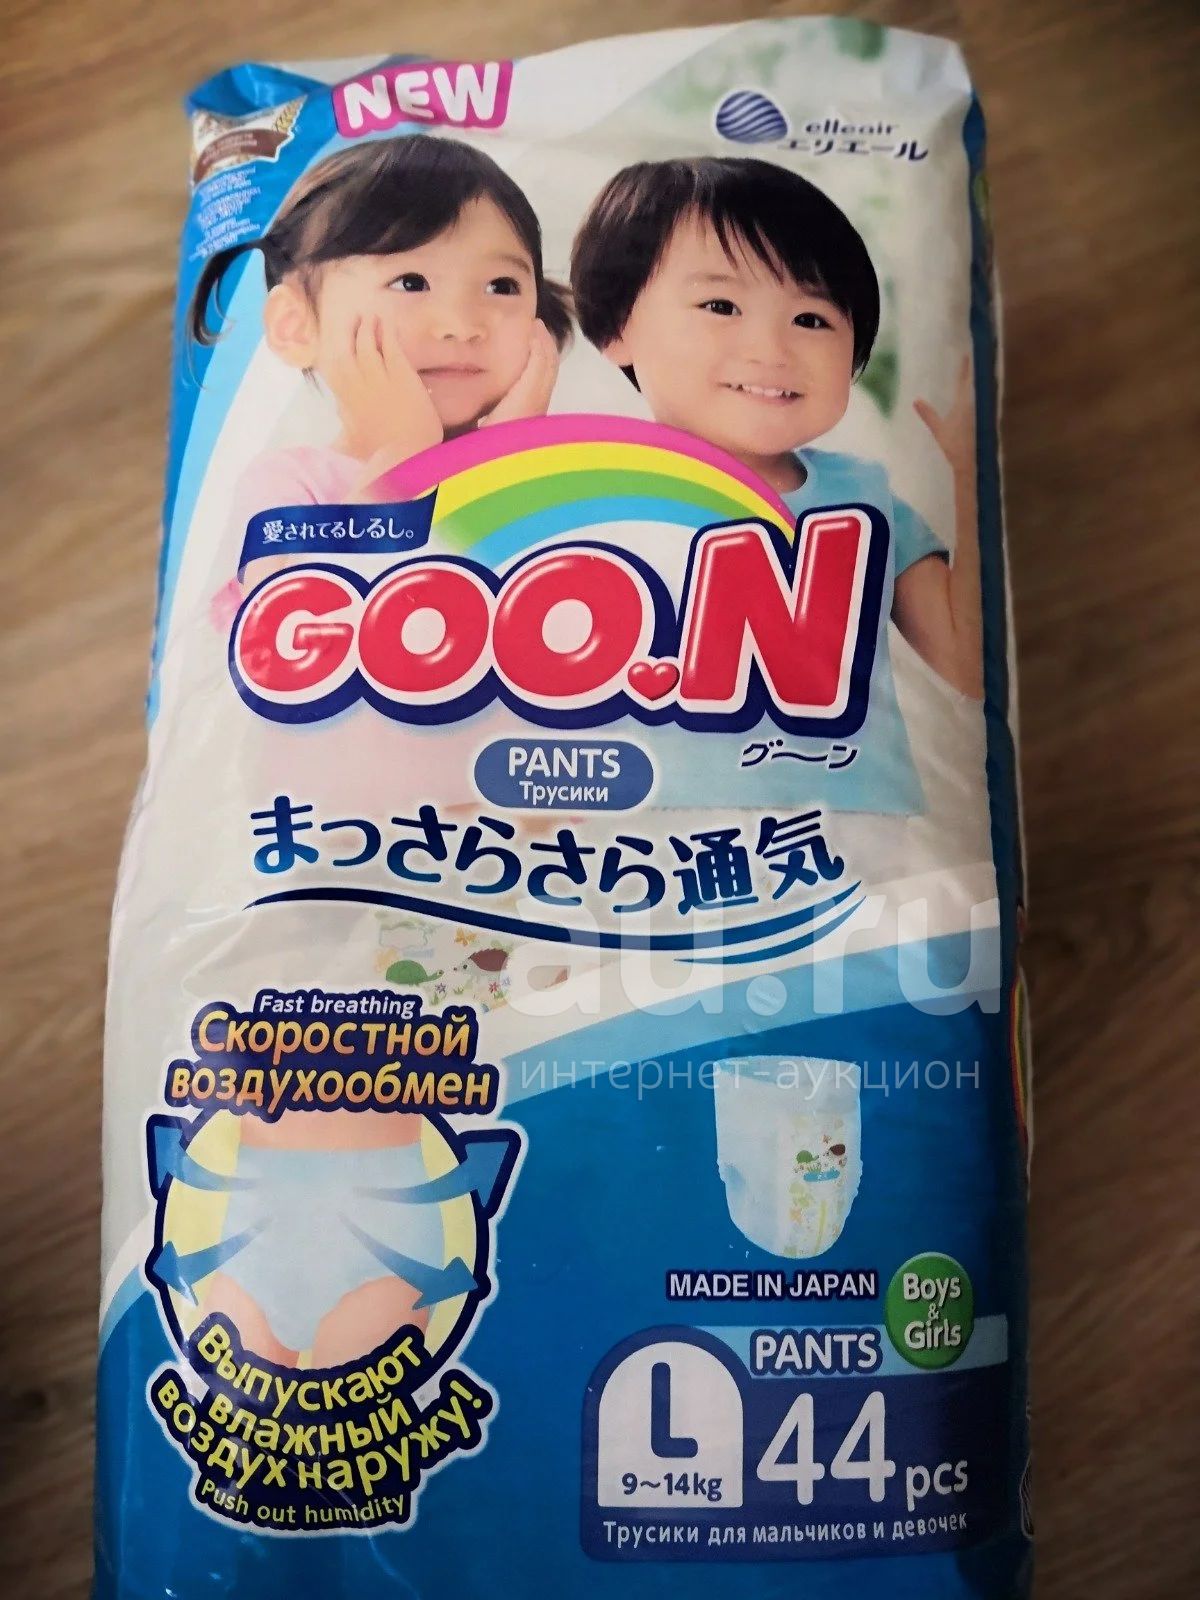 NEW
elleair
エリエール
愛されてるしるし。
GOO.N
グ〜ン
PANTS
Трусики
まっさらさら通気
au.ru
интернет-аукцион
Fast breathing
Скоростной
воздухообмен
Выпускают
влажный
воздух наружу!
Push out humidity
MADE IN JAPAN
Boys
&
Girls
PANTS
L
9~14kg
44 pcs
Трусики для мальчиков и девочек